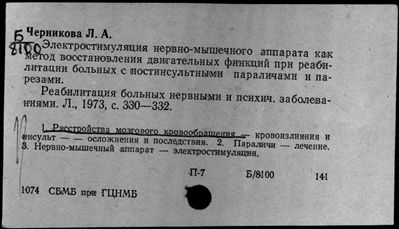 Б
8100
Черникова Л. А.
Электростимуляция нервно-мышечного аппарата как
метод восстановления двигательных функций при реаби-
литации больных с постинсультными параличами и па-
резами.
Реабилитация больных нервными и психич. заболева-
ниями. Л., 1973, с. 330—332.
1. Расстройства мозгового кровообращения — кровоизлияния и
инсульт — — осложнения и последствия. 2. Параличи — лечение.
3. Нервно-мышечный аппарат — электростимуляция.
П-7 Б/8100 141
1074 СБМБ при ГЦНМБ